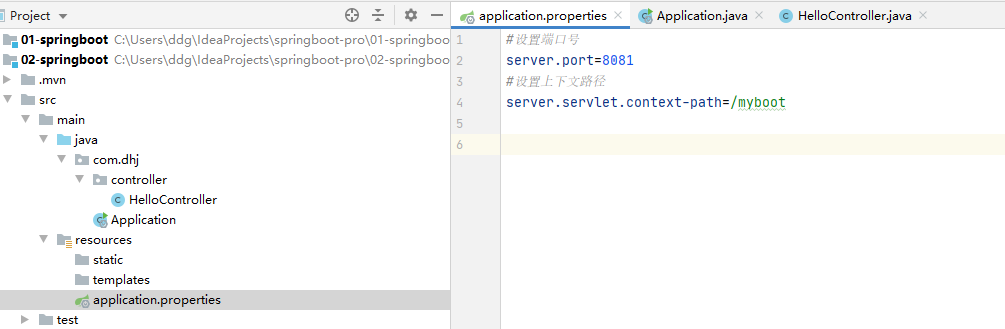 Project
01-springboot C:\Users\ddg\IdeaProjects\springboot-pro\01-springboo
02-springboot C:\Users\ddg\IdeaProjects\springboot-pro\02-springboo
.mvn
src
main
java
com.dhj
controller
HelloController
Application
resources
static
templates
application.properties
test
application.properties
Application.java
HelloController.java
1 #设置端口号
2 server.port=8081
3 #设置上下文路径
4 server.servlet.context-path=/myboot
5
6